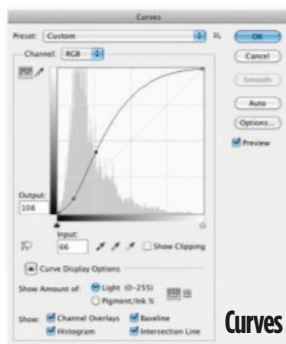 Curves
Preset: Custom OK
Channel: RGB Cancel
Smooth
Auto
Options...
Preview
Output:
108
Input:
66 Show Clipping
Curve Display Options
Show Amount of: Light (0-255)
Pigment/Ink %
Show: Channel Overlays Baseline
Histogram Intersection Line
Curves